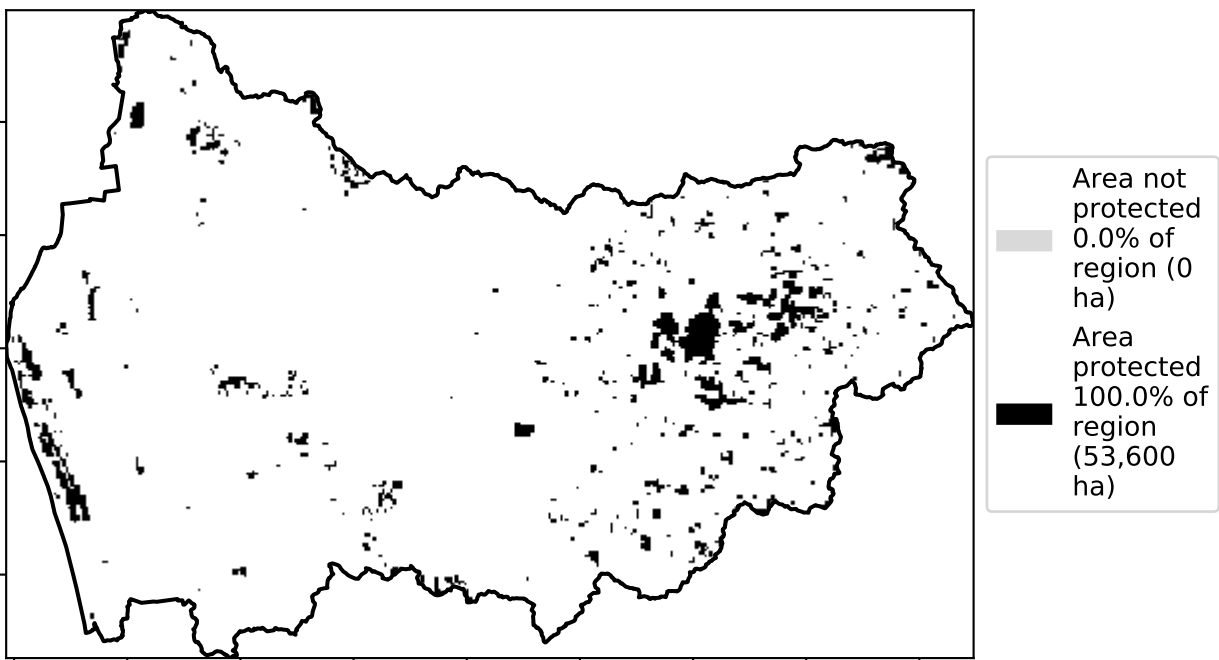 Area not
protected
0.0% of
region (0
ha)
Area
protected
100.0% of
region
(53,600
ha)